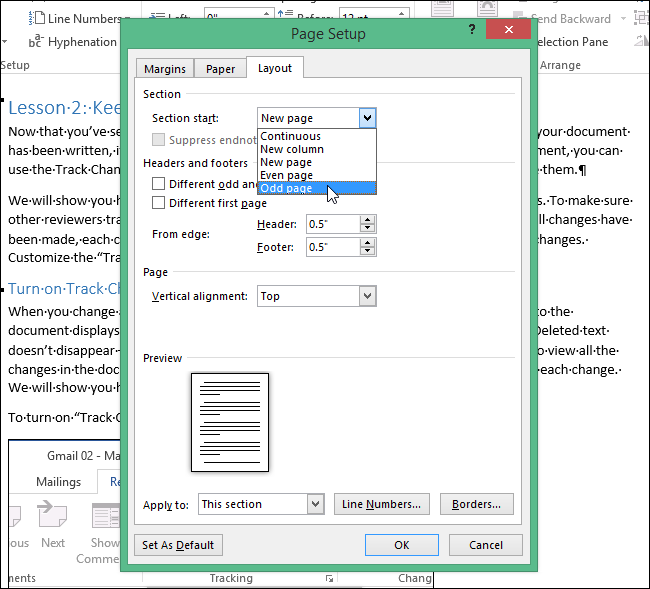 Line Numbers
Left: 0"
Before: 12 pt
Send Backward
Hyphenation
Selection Pane
Setup
Arrange
Page Setup
?
Margins Paper Layout
Section
Section start: New page
Continuous
New column
New page
Even page
Odd page
Suppress endnot
Headers and footers
Different odd an
Different first page
From edge:
Header: 0.5"
Footer: 0.5"
Page
Vertical alignment: Top
Preview
Apply to: This section Line Numbers... Borders...
Set As Default OK Cancel
Lesson 2: Kee
Now that you've se your document
has been written, i ment, you can
use the Track Chan them.¶
We will show you h s. To make sure
other reviewers tra ll changes have
been made, each c changes.
Customize the "Tra
Turn on Track Ch
When you change a to the
document displays Deleted text
doesn't disappear o view all the
changes in the doc each change.
We will show you h
To turn on "Track C
Gmail 02 - Ma
Mailings Re
ous Next Show
Comme
ments Tracking Chang